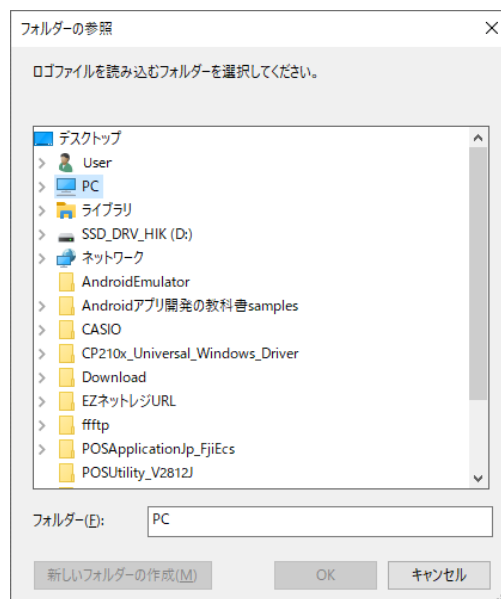 フォルダーの参照
ロゴファイルを読み込むフォルダーを選択してください。
デスクトップ
User
PC
ライブラリ
SSD_DRV_HIK (D:)
ネットワーク
AndroidEmulator
Androidアプリ開発の教科書samples
CASIO
CP210x_Universal_Windows_Driver
Download
EZネットレジURL
ffftp
POSApplicationJp_FjiEcs
POSUtility_V2812J
フォルダー(F): PC
新しいフォルダーの作成(M) OK キャンセル